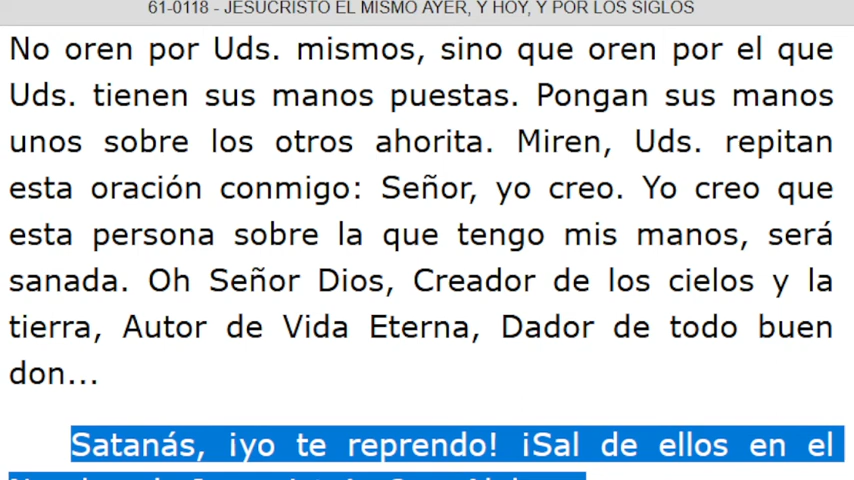 61-0118 - JESUCRISTO EL MISMO AYER, Y HOY, Y POR LOS SIGLOS
No oren por Uds. mismos, sino que oren por el que
Uds. tienen sus manos puestas. Pongan sus manos
unos sobre los otros ahorita. Miren, Uds. repitan
esta oración conmigo: Señor, yo creo. Yo creo que
esta persona sobre la que tengo mis manos, será
sanada. Oh Señor Dios, Creador de los cielos y la
tierra, Autor de Vida Eterna, Dador de todo buen
don...
Satanás, ¡yo te reprendo! ¡Sal de ellos en el